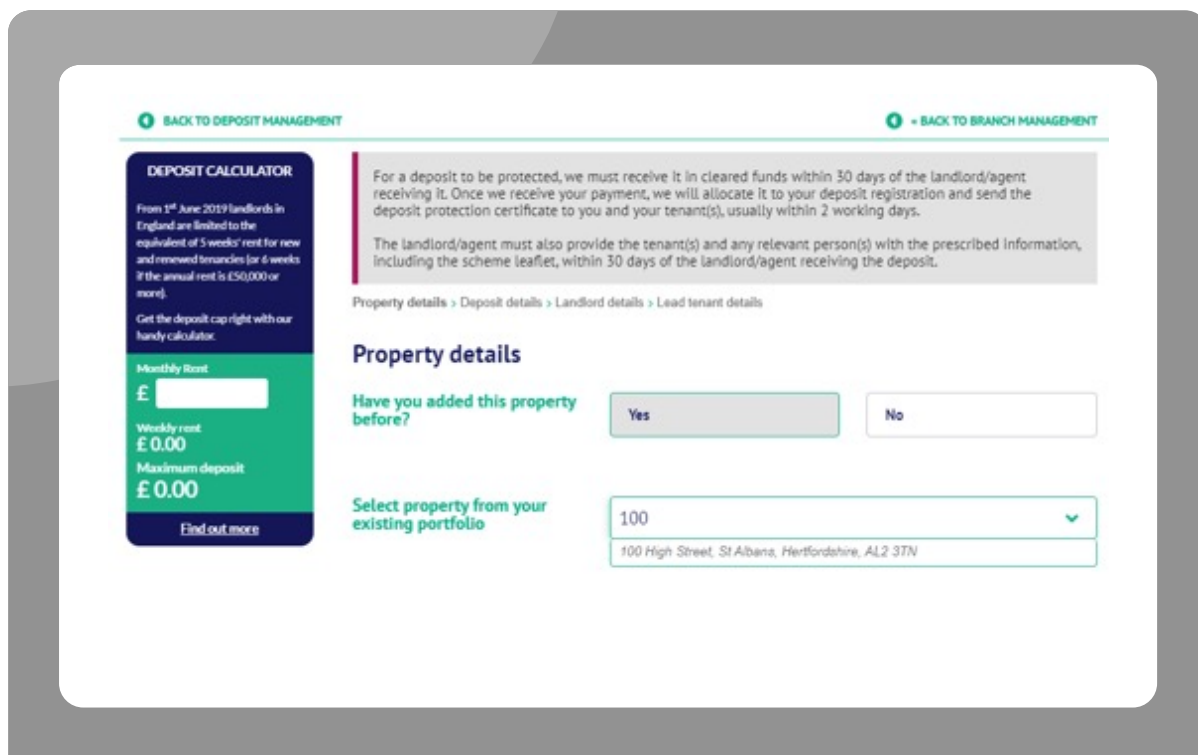 BACK TO DEPOSIT MANAGEMENT
« BACK TO BRANCH MANAGEMENT
DEPOSIT CALCULATOR
From 1st June 2019 landlords in
England are limited to the
equivalent of 5 weeks' rent for new
and renewed tenancies (or 6 weeks
if the annual rent is £50,000 or
more).
Get the deposit cap right with our
handy calculator.
Monthly Rent
£
Weekly rent
£ 0.00
Maximum deposit
£ 0.00
Find out more
For a deposit to be protected, we must receive it in cleared funds within 30 days of the landlord/agent
receiving it. Once we receive your payment, we will allocate it to your deposit registration and send the
deposit protection certificate to you and your tenant(s), usually within 2 working days.
The landlord/agent must also provide the tenant(s) and any relevant person(s) with the prescribed information,
including the scheme leaflet, within 30 days of the landlord/agent receiving the deposit.
Property details > Deposit details > Landlord details > Lead tenant details
Property details
Have you added this property
before?
Yes
No
Select property from your
existing portfolio
100
100 High Street, St Albans, Hertfordshire, AL2 3TN